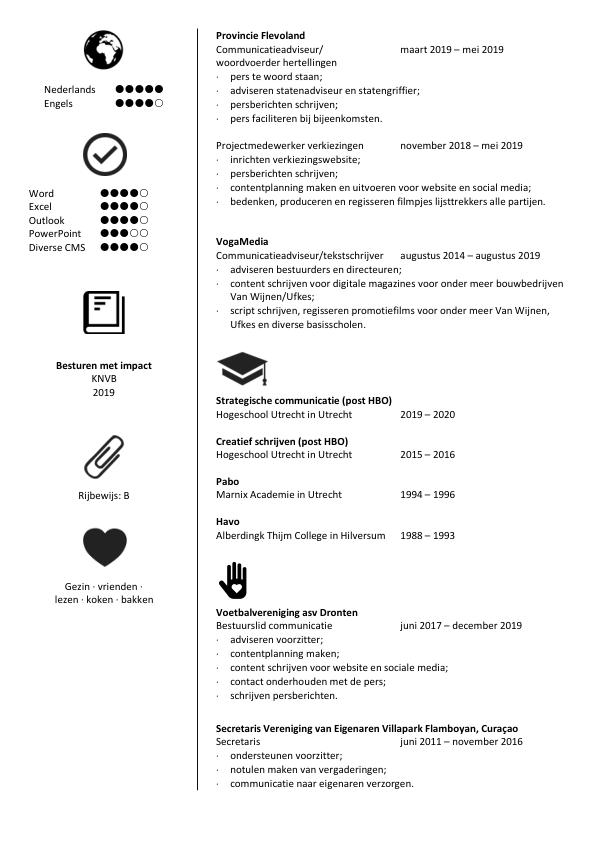 Nederlands ●●●●●
Engels ●●●●○
Word ●●●●○
Excel ●●●●○
Outlook ●●●●○
PowerPoint ●●●○○
Diverse CMS ●●●●○
Besturen met impact
KNVB
2019
Rijbewijs: B
Gezin · vrienden ·
lezen · koken · bakken
Provincie Flevoland
Communicatieadviseur/ maart 2019 – mei 2019
woordvoerder hertellingen
· pers te woord staan;
· adviseren statenadviseur en statengriffier;
· persberichten schrijven;
· pers faciliteren bij bijeenkomsten.
Projectmedewerker verkiezingen november 2018 – mei 2019
· inrichten verkiezingswebsite;
· persberichten schrijven;
· contentplanning maken en uitvoeren voor website en social media;
· bedenken, produceren en regisseren filmpjes lijsttrekkers alle partijen.
VogaMedia
Communicatieadviseur/tekstschrijver augustus 2014 – augustus 2019
· adviseren bestuurders en directeuren;
· content schrijven voor digitale magazines voor onder meer bouwbedrijven
Van Wijnen/Ufkes;
· script schrijven, regisseren promotiefilms voor onder meer Van Wijnen,
Ufkes en diverse basisscholen.
Strategische communicatie (post HBO)
Hogeschool Utrecht in Utrecht 2019 – 2020
Creatief schrijven (post HBO)
Hogeschool Utrecht in Utrecht 2015 – 2016
Pabo
Marnix Academie in Utrecht 1994 – 1996
Havo
Alberdingk Thijm College in Hilversum 1988 – 1993
Voetbalvereniging asv Dronten
Bestuurslid communicatie juni 2017 – december 2019
· adviseren voorzitter;
· contentplanning maken;
· content schrijven voor website en sociale media;
· contact onderhouden met de pers;
· schrijven persberichten.
Secretaris Vereniging van Eigenaren Villapark Flamboyan, Curaçao
Secretaris juni 2011 – november 2016
· ondersteunen voorzitter;
· notulen maken van vergaderingen;
· communicatie naar eigenaren verzorgen.